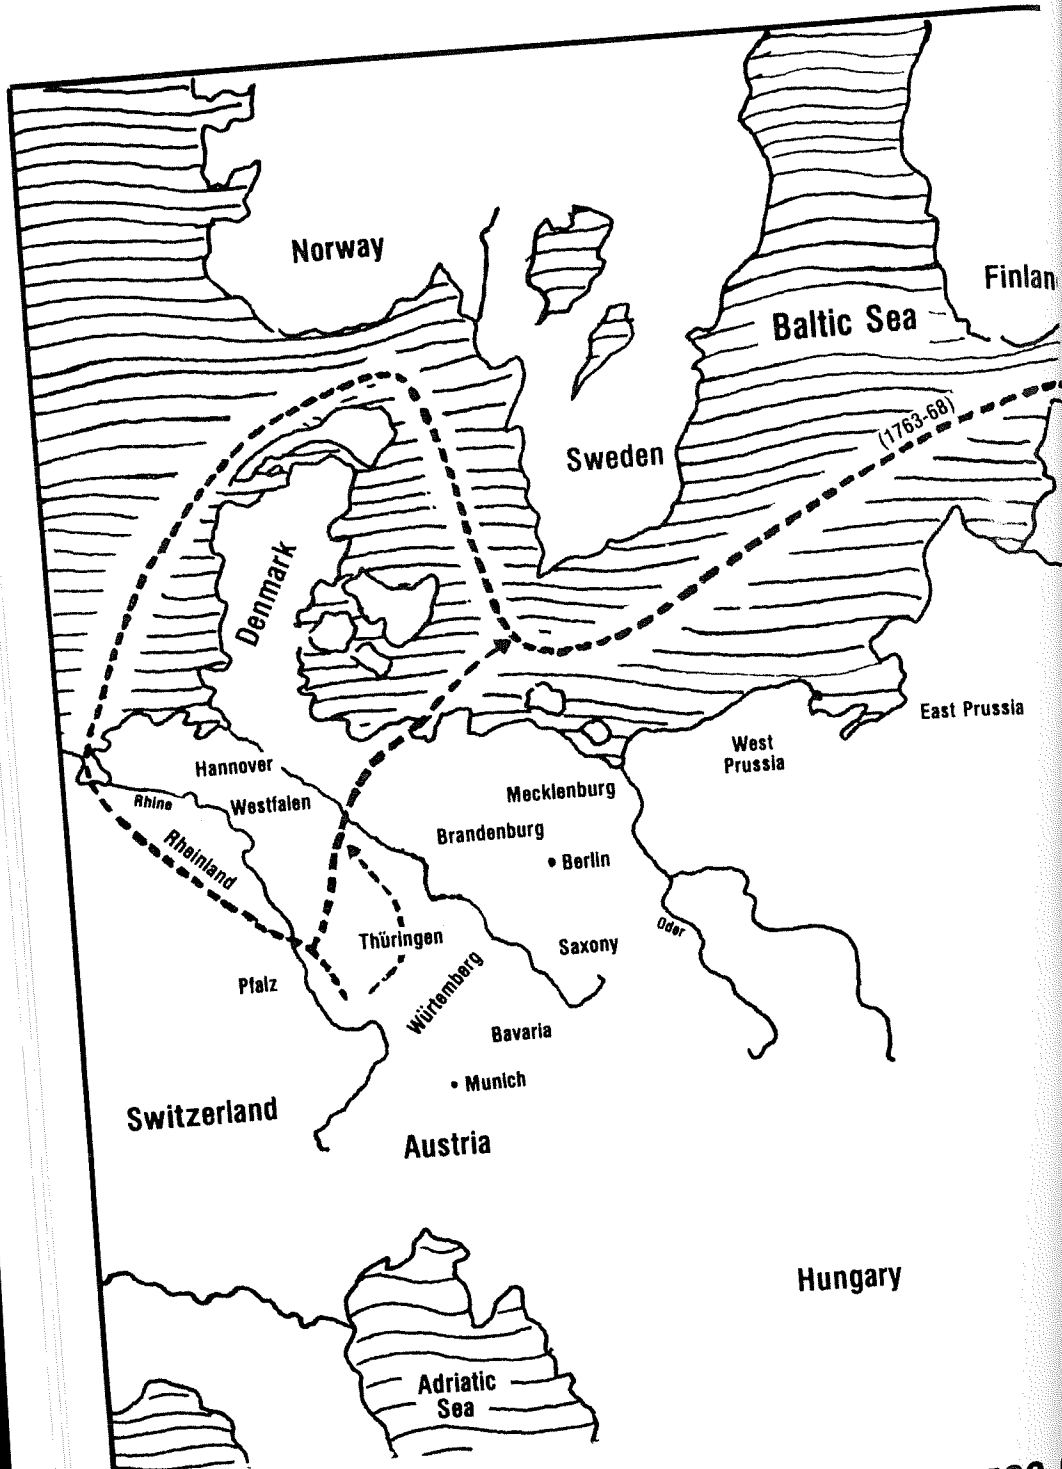 Norway
Finlan
Baltic Sea
(1763-68)
Sweden
Denmark
East Prussia
West
Prussia
Hannover
Rhine
Westfalen
Mecklenburg
Rheinland
Brandenburg
Berlin
Oder
Thüringen
Saxony
Pfalz
Würtemberg
Bavaria
Munich
Switzerland
Austria
Hungary
Adriatic
Sea